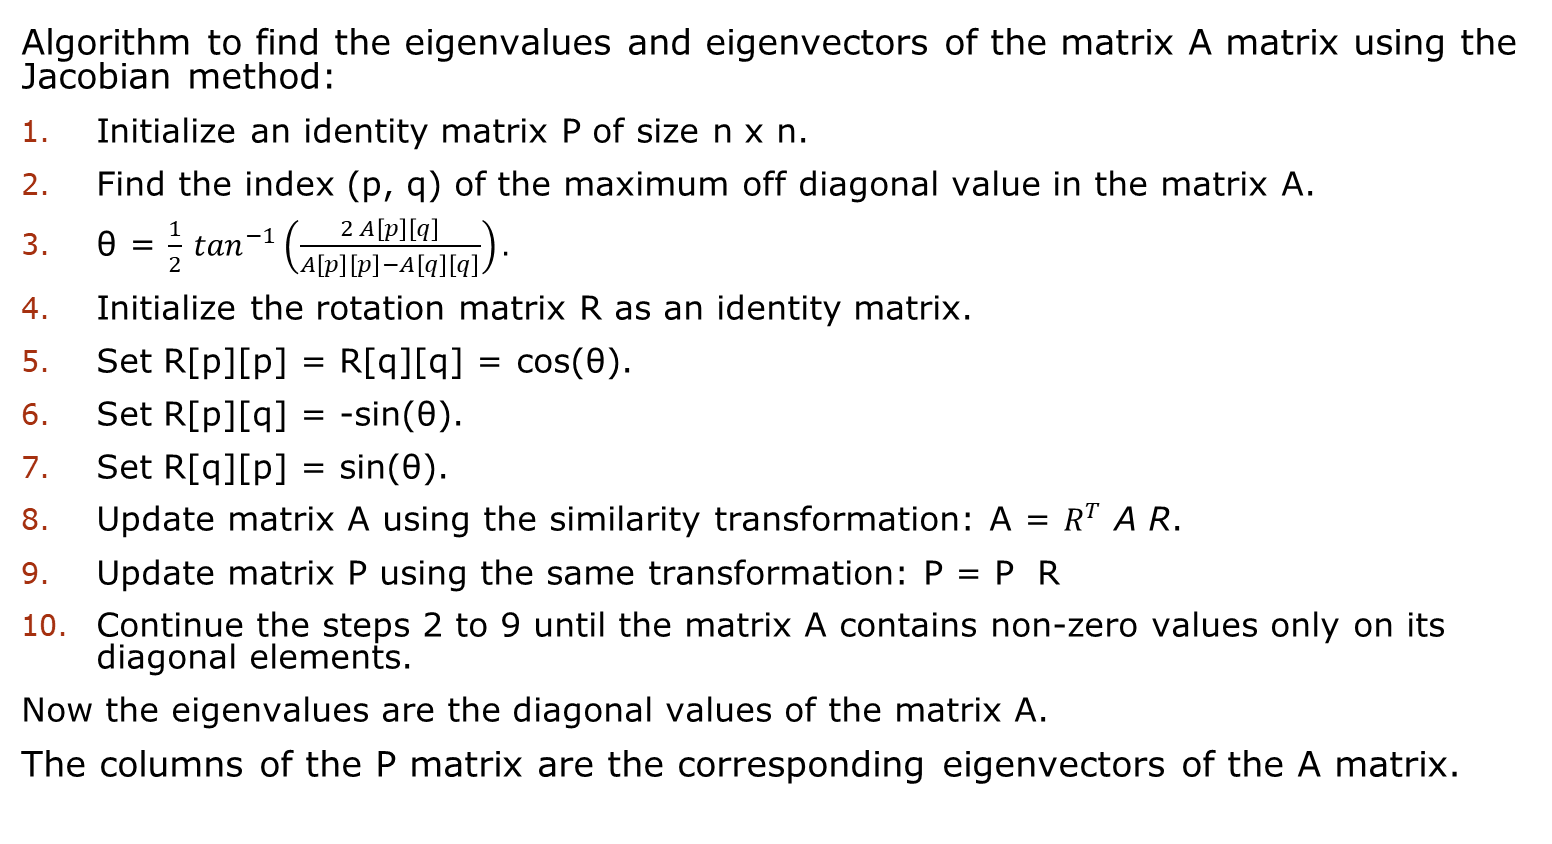 Algorithm to find the eigenvalues and eigenvectors of the matrix A matrix using the
Jacobian method:
1. Initialize an identity matrix P of size n x n.
2. Find the index (p, q) of the maximum off diagonal value in the matrix A.
3. θ = 1/2 tan⁻¹ (2 A[p][q] / A[p][p]−A[q][q]).
4. Initialize the rotation matrix R as an identity matrix.
5. Set R[p][p] = R[q][q] = cos(θ).
6. Set R[p][q] = -sin(θ).
7. Set R[q][p] = sin(θ).
8. Update matrix A using the similarity transformation: A = Rᵀ A R.
9. Update matrix P using the same transformation: P = P R
10. Continue the steps 2 to 9 until the matrix A contains non-zero values only on its
diagonal elements.
Now the eigenvalues are the diagonal values of the matrix A.
The columns of the P matrix are the corresponding eigenvectors of the A matrix.